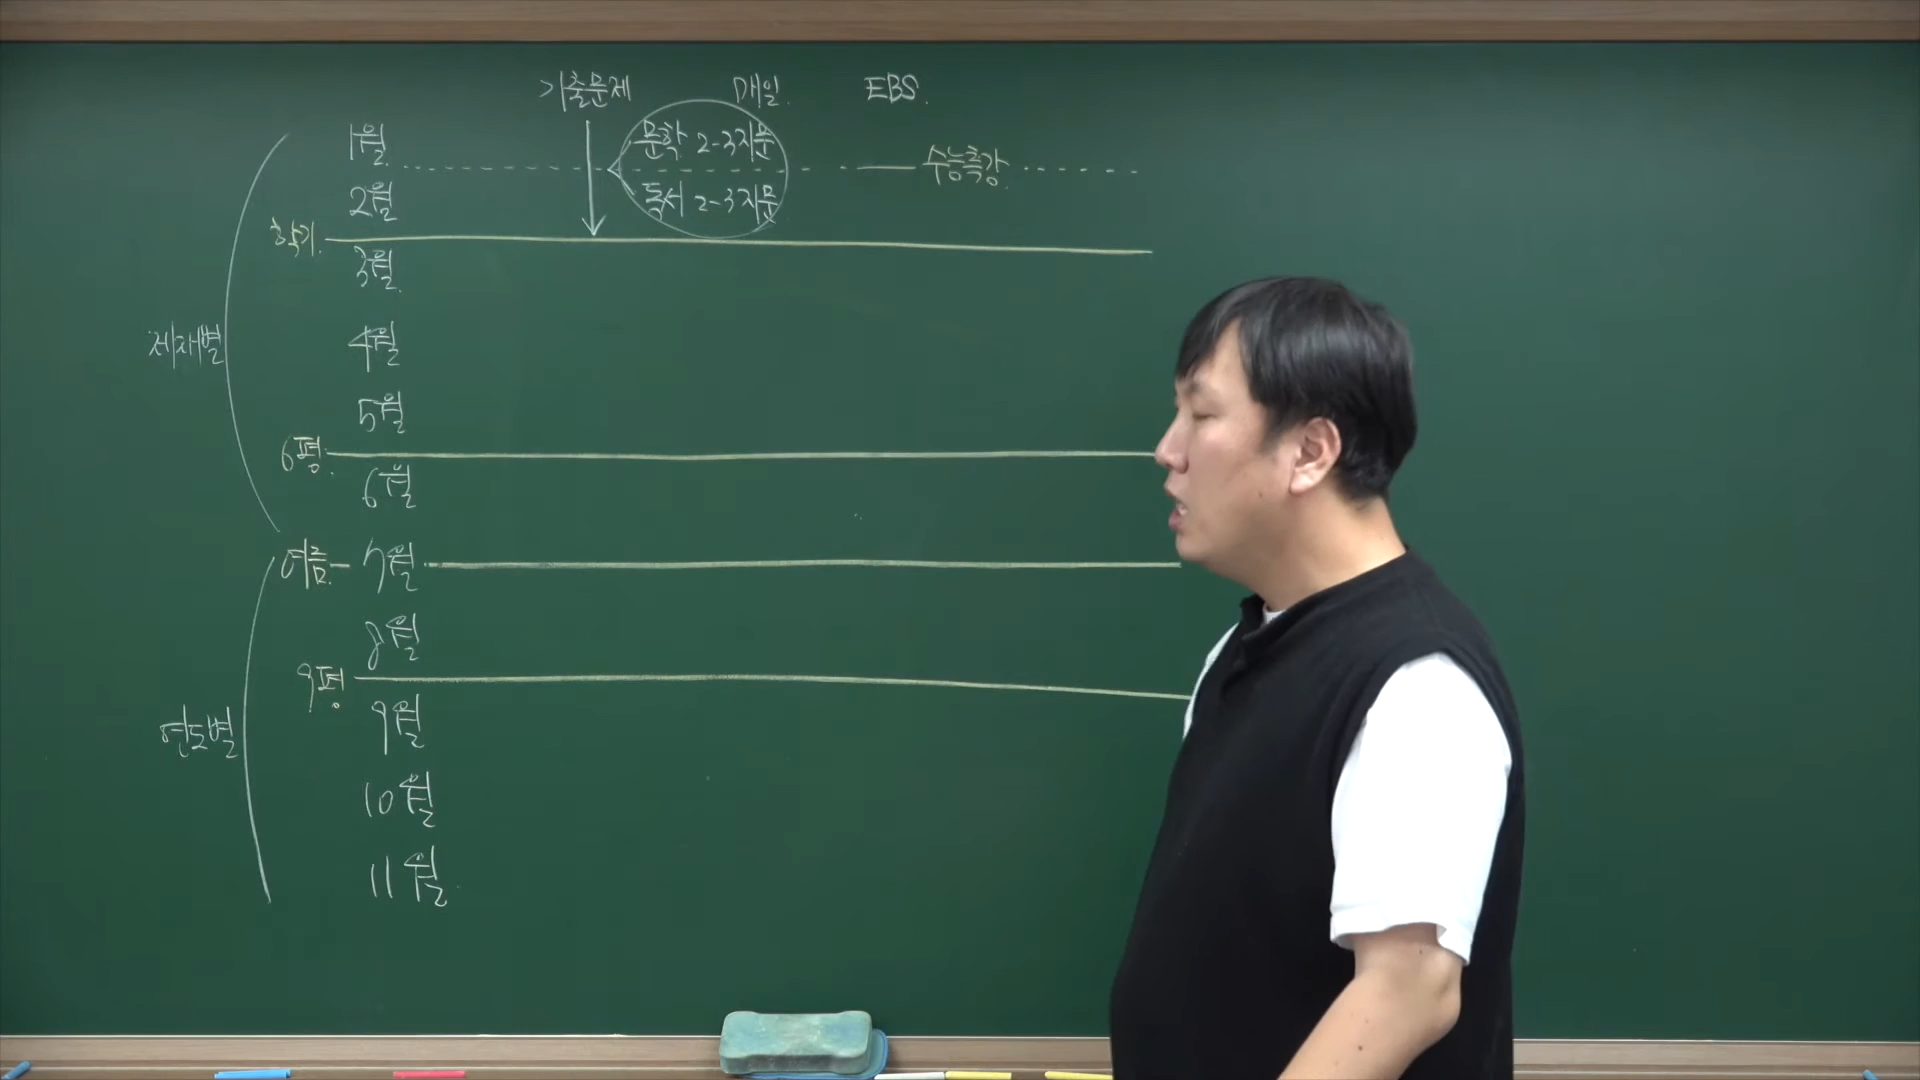 기출문제 매일. EBS.
1월
문학 2-3지문
수능특강.
2월
독서 2-3지문
학기.
3월.
제재별
4월
5월
6평.
6월
여름 7월
8월
9평
9월
연도별
10월
11월